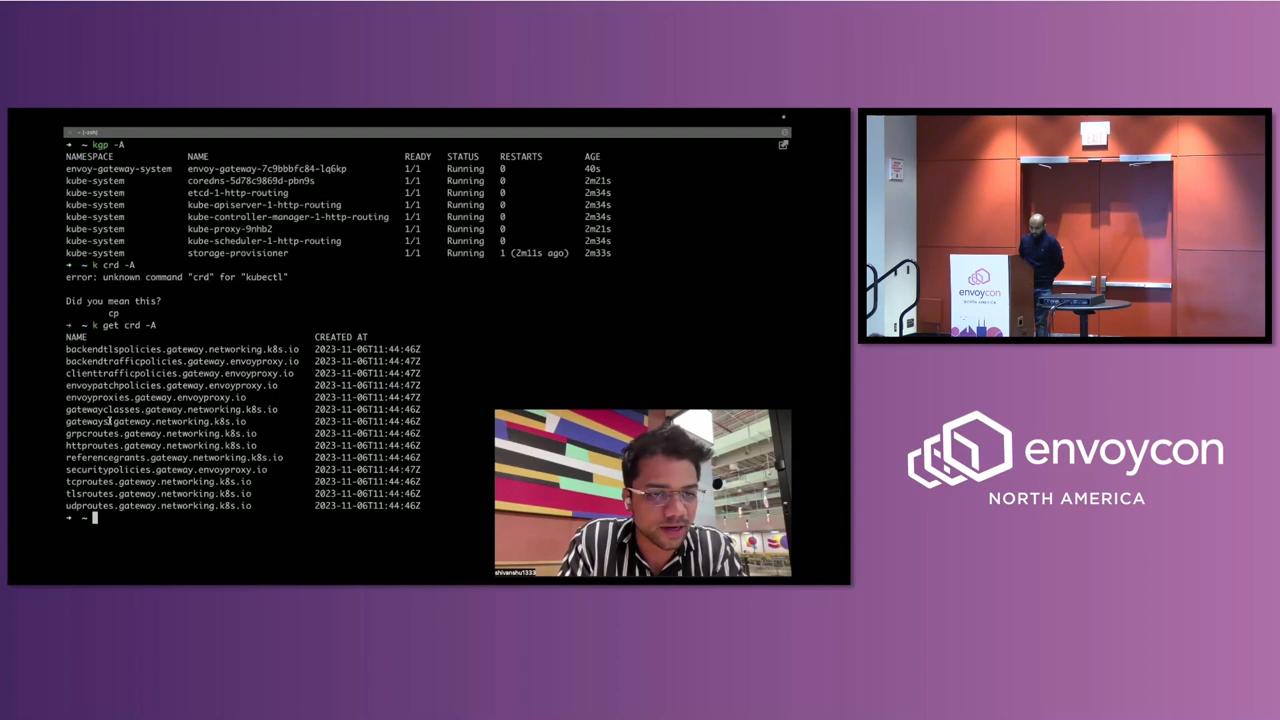 ~ (-zsh)
➜ ~ kgp -A
NAMESPACE NAME READY STATUS RESTARTS AGE
envoy-gateway-system envoy-gateway-7c9bbbfc84-lq6kp 1/1 Running 0 40s
kube-system coredns-5d78c9869d-pbn9s 1/1 Running 0 2m21s
kube-system etcd-1-http-routing 1/1 Running 0 2m34s
kube-system kube-apiserver-1-http-routing 1/1 Running 0 2m34s
kube-system kube-controller-manager-1-http-routing 1/1 Running 0 2m34s
kube-system kube-proxy-9nhb2 1/1 Running 0 2m21s
kube-system kube-scheduler-1-http-routing 1/1 Running 0 2m34s
kube-system storage-provisioner 1/1 Running 1 (2m11s ago) 2m33s
➜ ~ k crd -A
error: unknown command "crd" for "kubectl"
Did you mean this?
cp
➜ ~ k get crd -A
NAME CREATED AT
backendtlspolicies.gateway.networking.k8s.io 2023-11-06T11:44:46Z
backendtrafficpolicies.gateway.envoyproxy.io 2023-11-06T11:44:47Z
clienttrafficpolicies.gateway.envoyproxy.io 2023-11-06T11:44:47Z
envoypatchpolicies.gateway.envoyproxy.io 2023-11-06T11:44:47Z
envoyproxies.gateway.envoyproxy.io 2023-11-06T11:44:47Z
gatewayclasses.gateway.networking.k8s.io 2023-11-06T11:44:46Z
gateways.gateway.networking.k8s.io 2023-11-06T11:44:46Z
grpcroutes.gateway.networking.k8s.io 2023-11-06T11:44:46Z
httproutes.gateway.networking.k8s.io 2023-11-06T11:44:46Z
referencegrants.gateway.networking.k8s.io 2023-11-06T11:44:46Z
securitypolicies.gateway.envoyproxy.io 2023-11-06T11:44:47Z
tcproutes.gateway.networking.k8s.io 2023-11-06T11:44:46Z
tlsroutes.gateway.networking.k8s.io 2023-11-06T11:44:46Z
udproutes.gateway.networking.k8s.io 2023-11-06T11:44:46Z
➜ ~
shivanshu1333
EXIT
envoycon
NORTH AMERICA
envoycon
NORTH AMERICA